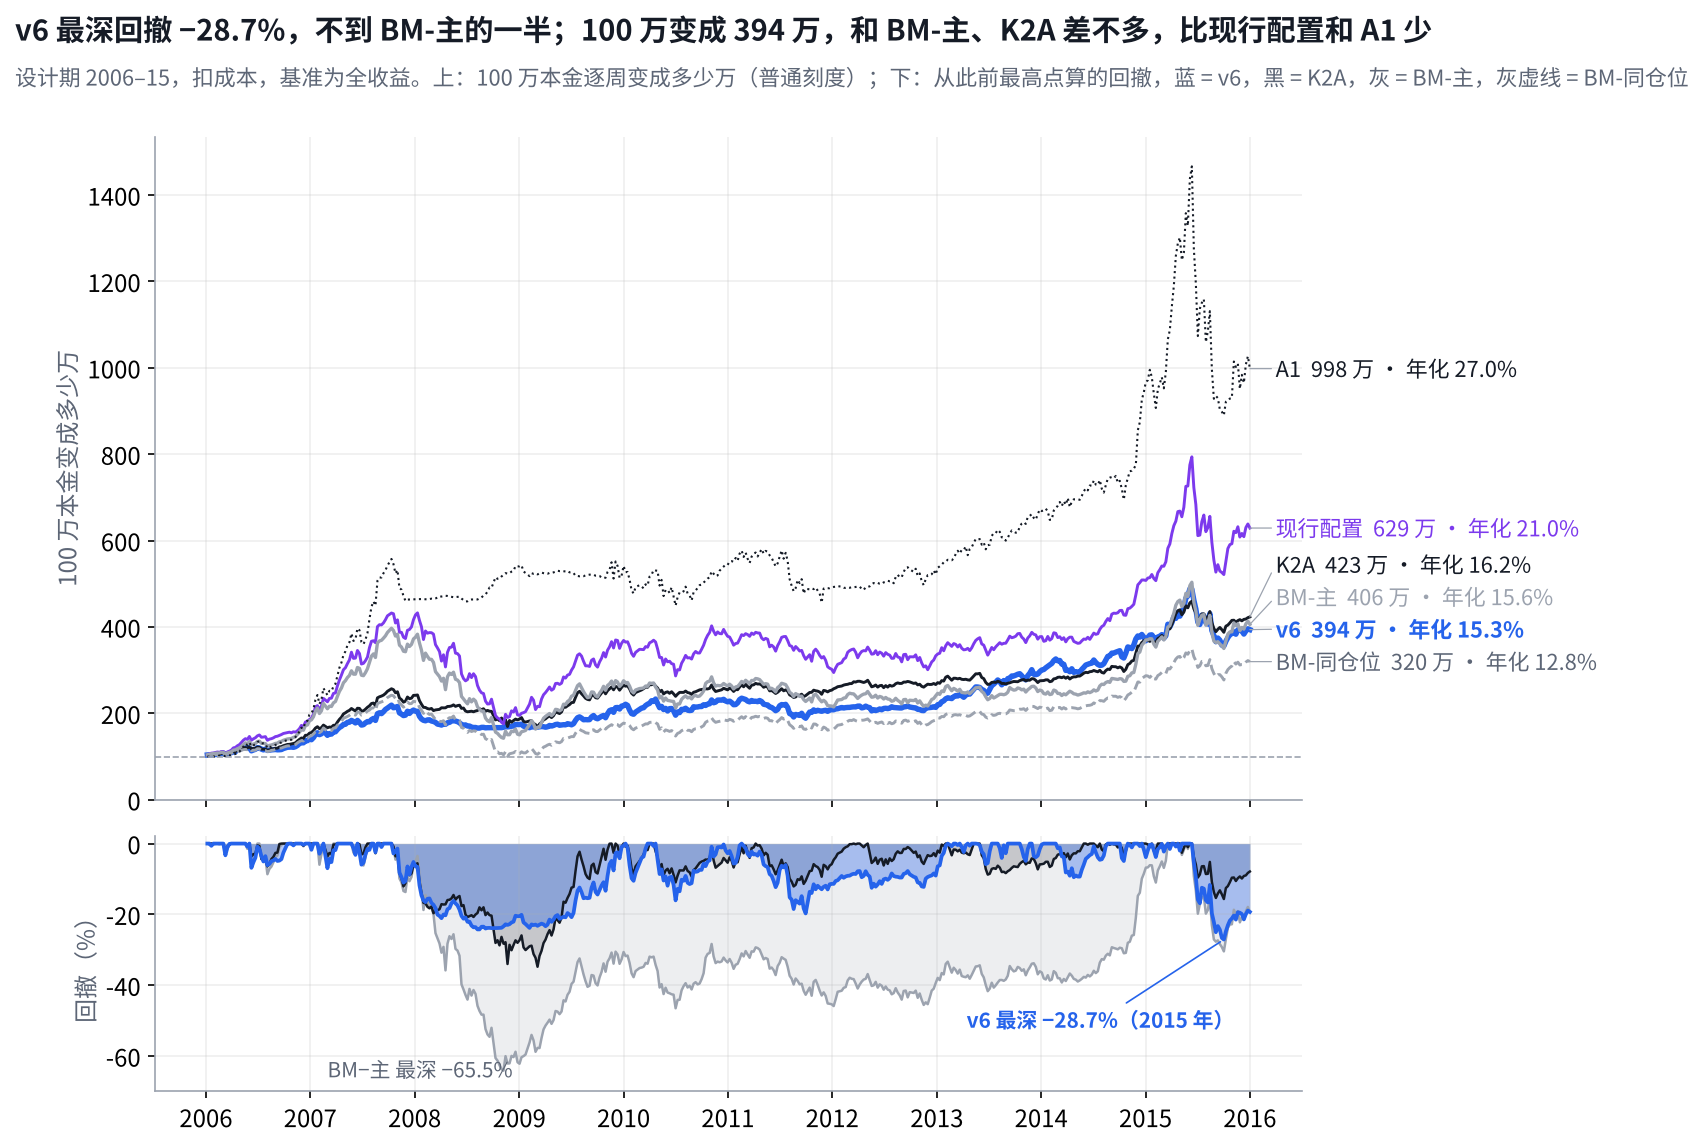 v6 最深回撤 −28.7%，不到 BM-主的一半；100 万变成 394 万，和 BM-主、K2A 差不多，比现行配置和 A1 少
设计期 2006–15，扣成本，基准为全收益。上：100 万本金逐周变成多少万（普通刻度）；下：从此前最高点算的回撤，蓝 = v6，黑 = K2A，灰 = BM-主，灰虚线 = BM-同仓位
100 万本金变成多少万
1400
1200
1000
800
600
400
200
0
A1 998 万 · 年化 27.0%
现行配置 629 万 · 年化 21.0%
K2A 423 万 · 年化 16.2%
BM-主 406 万 · 年化 15.6%
v6 394 万 · 年化 15.3%
BM-同仓位 320 万 · 年化 12.8%
回撤（%）
0
-20
-40
-60
v6 最深 −28.7%（2015 年）
BM−主 最深 −65.5%
2006 2007 2008 2009 2010 2011 2012 2013 2014 2015 2016